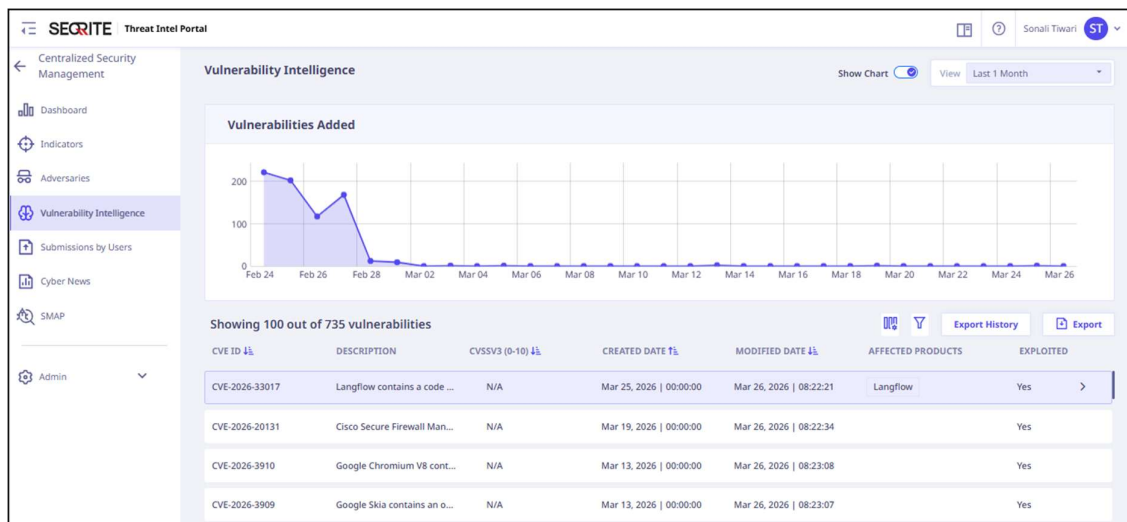 SEQRITE Threat Intel Portal
Sonali Tiwari ST
Centralized Security
Management
Dashboard
Indicators
Adversaries
Vulnerability Intelligence
Submissions by Users
Cyber News
SMAP
Admin
Vulnerability Intelligence
Show Chart View Last 1 Month
Vulnerabilities Added
200
100
0
Feb 24 Feb 26 Feb 28 Mar 02 Mar 04 Mar 06 Mar 08 Mar 10 Mar 12 Mar 14 Mar 16 Mar 18 Mar 20 Mar 22 Mar 24 Mar 26
Showing 100 out of 735 vulnerabilities
Export History Export
CVE ID DESCRIPTION CVSSV3 (0-10) CREATED DATE MODIFIED DATE AFFECTED PRODUCTS EXPLOITED
CVE-2026-33017 Langflow contains a code ... N/A Mar 25, 2026 | 00:00:00 Mar 26, 2026 | 08:22:21 Langflow Yes
CVE-2026-20131 Cisco Secure Firewall Man... N/A Mar 19, 2026 | 00:00:00 Mar 26, 2026 | 08:22:34 Yes
CVE-2026-3910 Google Chromium V8 cont... N/A Mar 13, 2026 | 00:00:00 Mar 26, 2026 | 08:23:08 Yes
CVE-2026-3909 Google Skia contains an o... N/A Mar 13, 2026 | 00:00:00 Mar 26, 2026 | 08:23:07 Yes